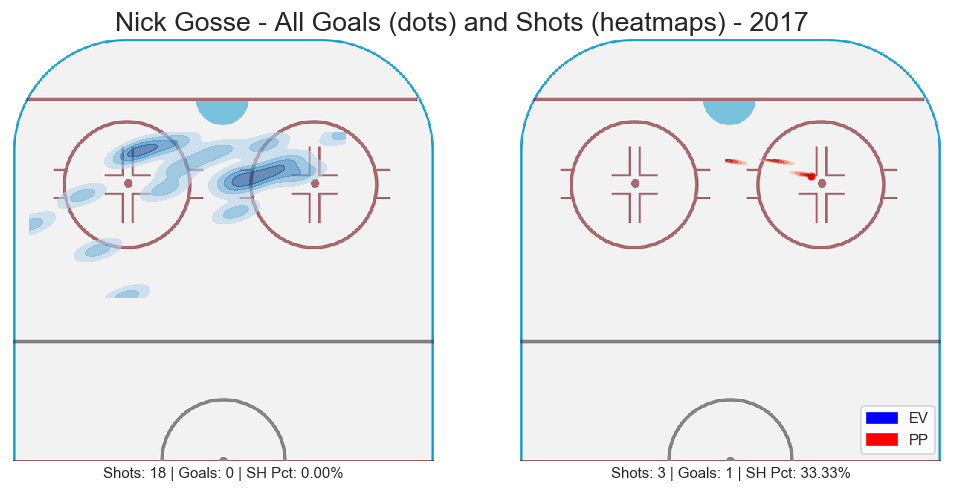 Nick Gosse - All Goals (dots) and Shots (heatmaps) - 2017
EV
PP
Shots: 18 | Goals: 0 | SH Pct: 0.00%
Shots: 3 | Goals: 1 | SH Pct: 33.33%